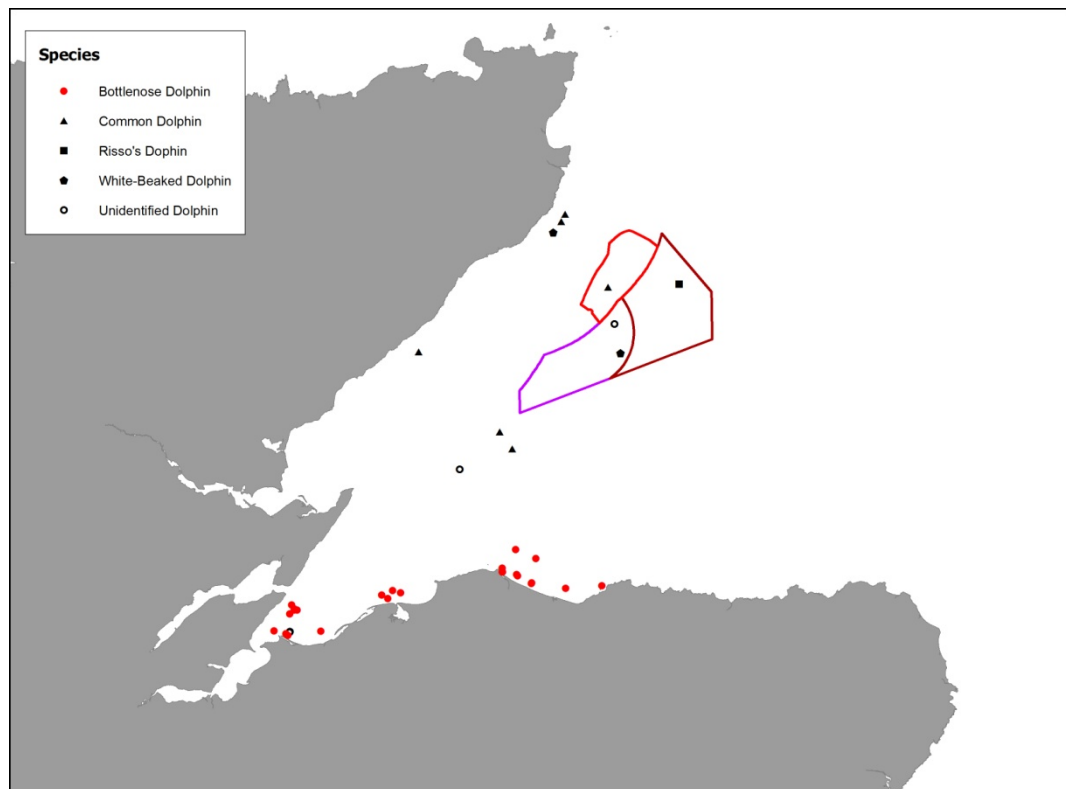 Species
Bottlenose Dolphin
Common Dolphin
Risso's Dophin
White-Beaked Dolphin
Unidentified Dolphin